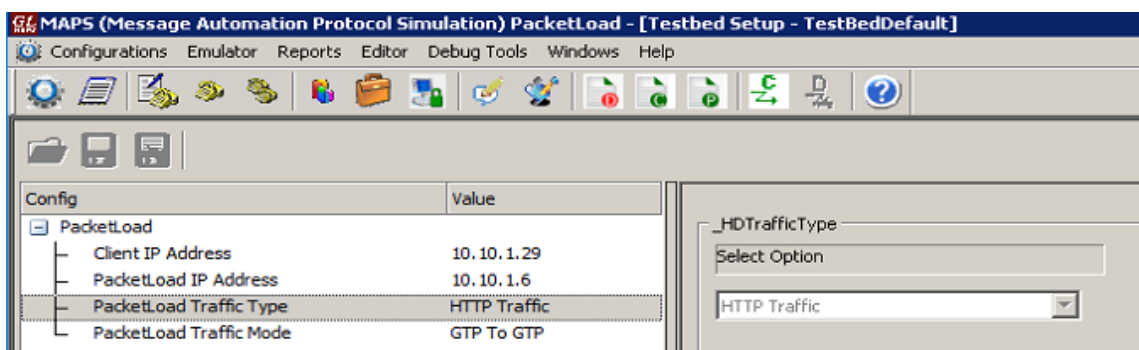 MAPS (Message Automation Protocol Simulation) PacketLoad - [Testbed Setup - TestBedDefault]
Configurations Emulator Reports Editor Debug Tools Windows Help
Config Value
PacketLoad
Client IP Address 10.10.1.29
PacketLoad IP Address 10.10.1.6
PacketLoad Traffic Type HTTP Traffic
PacketLoad Traffic Mode GTP To GTP
_HDTrafficType
Select Option
HTTP Traffic